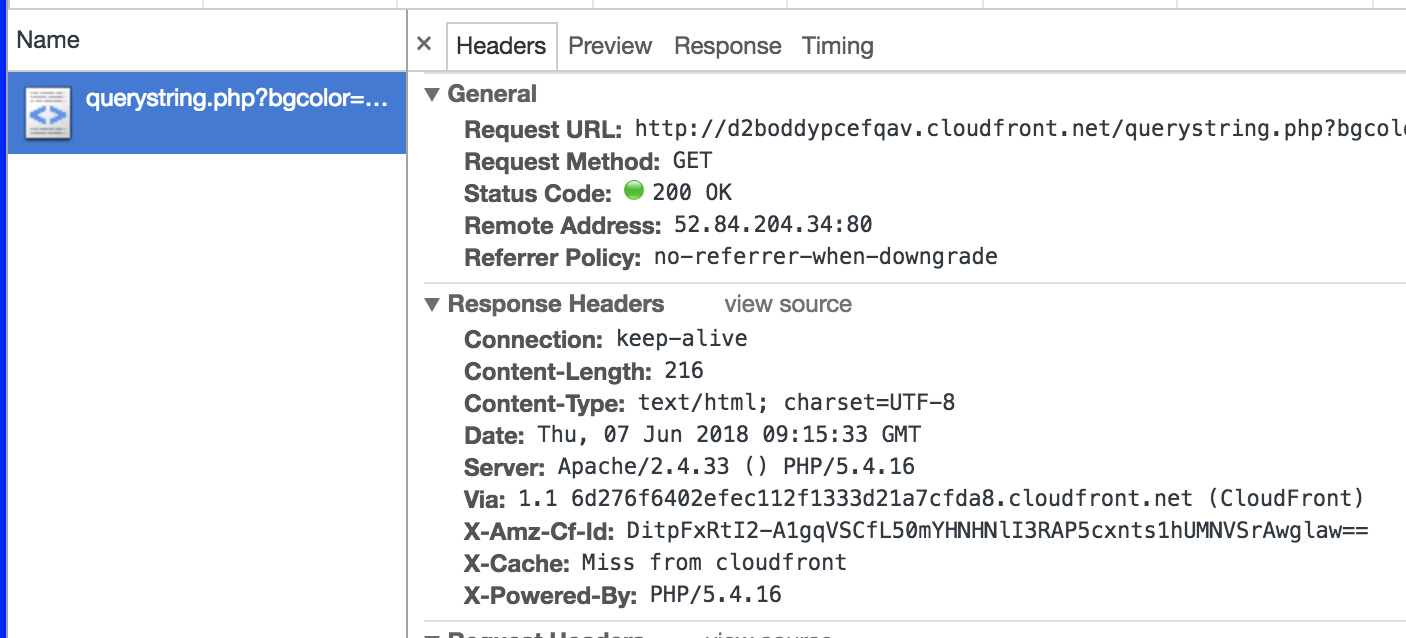 Name
× Headers Preview Response Timing
querystring.php?bgcolor=…
▼ General
Request URL: http://d2boddypcefqav.cloudfront.net/querystring.php?bgcol
Request Method: GET
Status Code: 200 OK
Remote Address: 52.84.204.34:80
Referrer Policy: no-referrer-when-downgrade
▼ Response Headers view source
Connection: keep-alive
Content-Length: 216
Content-Type: text/html; charset=UTF-8
Date: Thu, 07 Jun 2018 09:15:33 GMT
Server: Apache/2.4.33 () PHP/5.4.16
Via: 1.1 6d276f6402efec112f1333d21a7cfda8.cloudfront.net (CloudFront)
X-Amz-Cf-Id: DitpFxRtI2-A1gqVSCfL50mYHNHNlI3RAP5cxnts1hUMNVSrAwglaw==
X-Cache: Miss from cloudfront
X-Powered-By: PHP/5.4.16